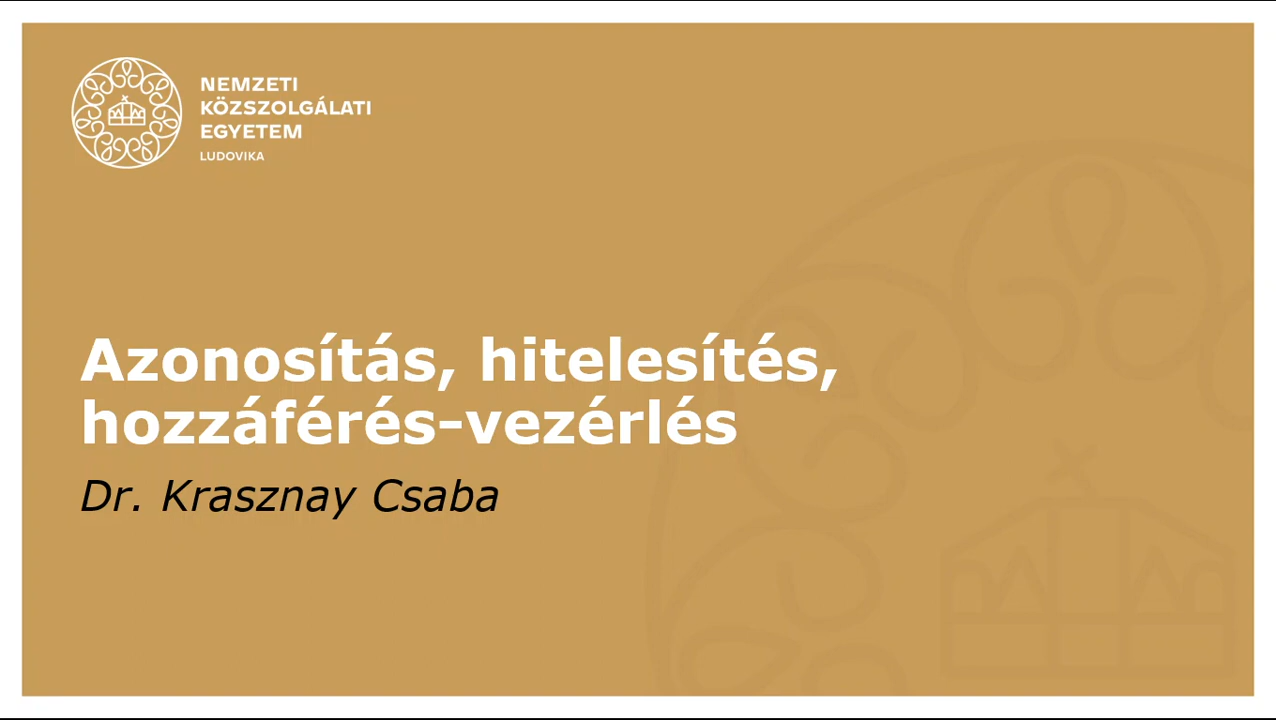 NEMZETI
KÖZSZOLGÁLATI
EGYETEM
LUDOVIKA
Azonosítás, hitelesítés,
hozzáférés-vezérlés
Dr. Krasznay Csaba